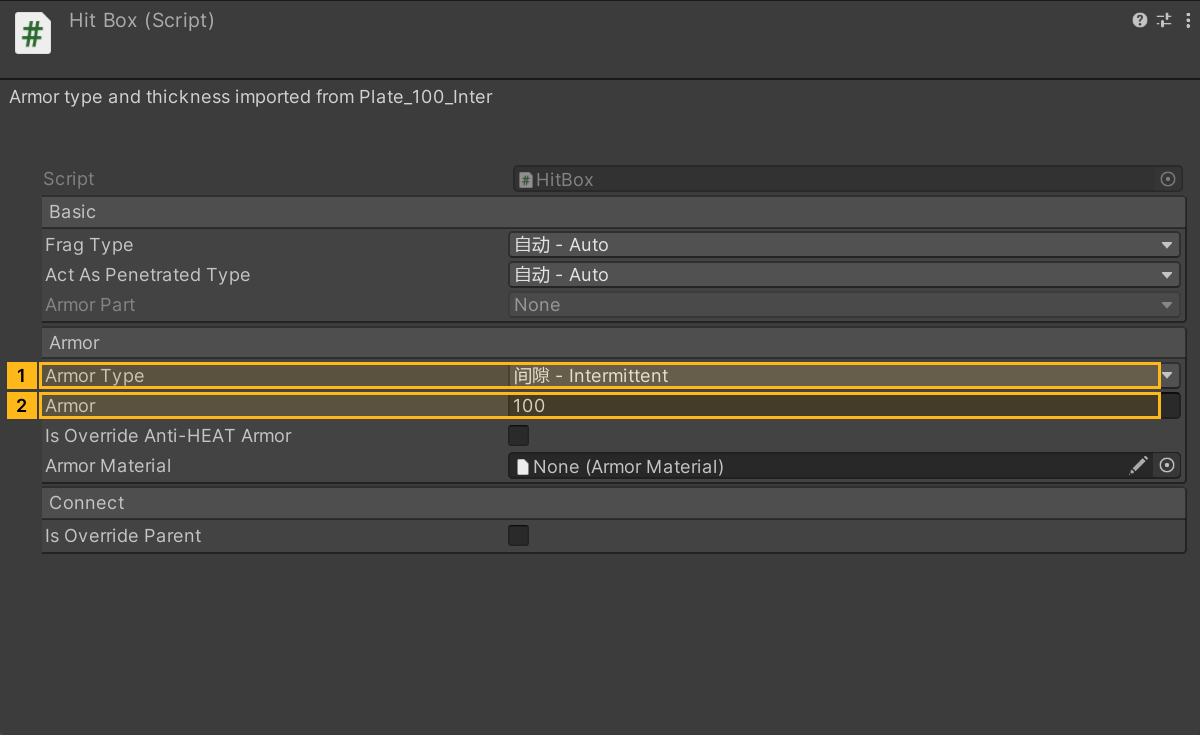 Hit Box (Script)
Armor type and thickness imported from Plate_100_Inter
Script
#HitBox
Basic
Frag Type
自动 - Auto
Act As Penetrated Type
自动 - Auto
Armor Part
None
Armor
1
Armor Type
间隙 - Intermittent
2
Armor
100
Is Override Anti-HEAT Armor
Armor Material
None (Armor Material)
Connect
Is Override Parent